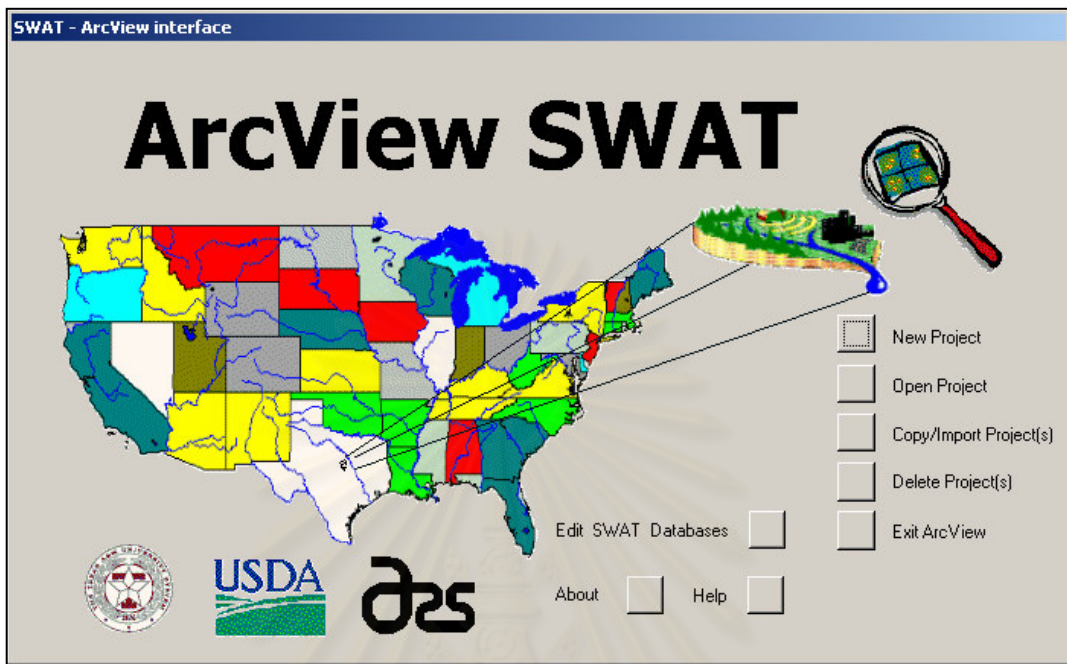 SWAT - ArcView interface
ArcView SWAT
New Project
Open Project
Copy/Import Project(s)
Delete Project(s)
Edit SWAT Databases
Exit ArcView
About
Help
USDA
ars